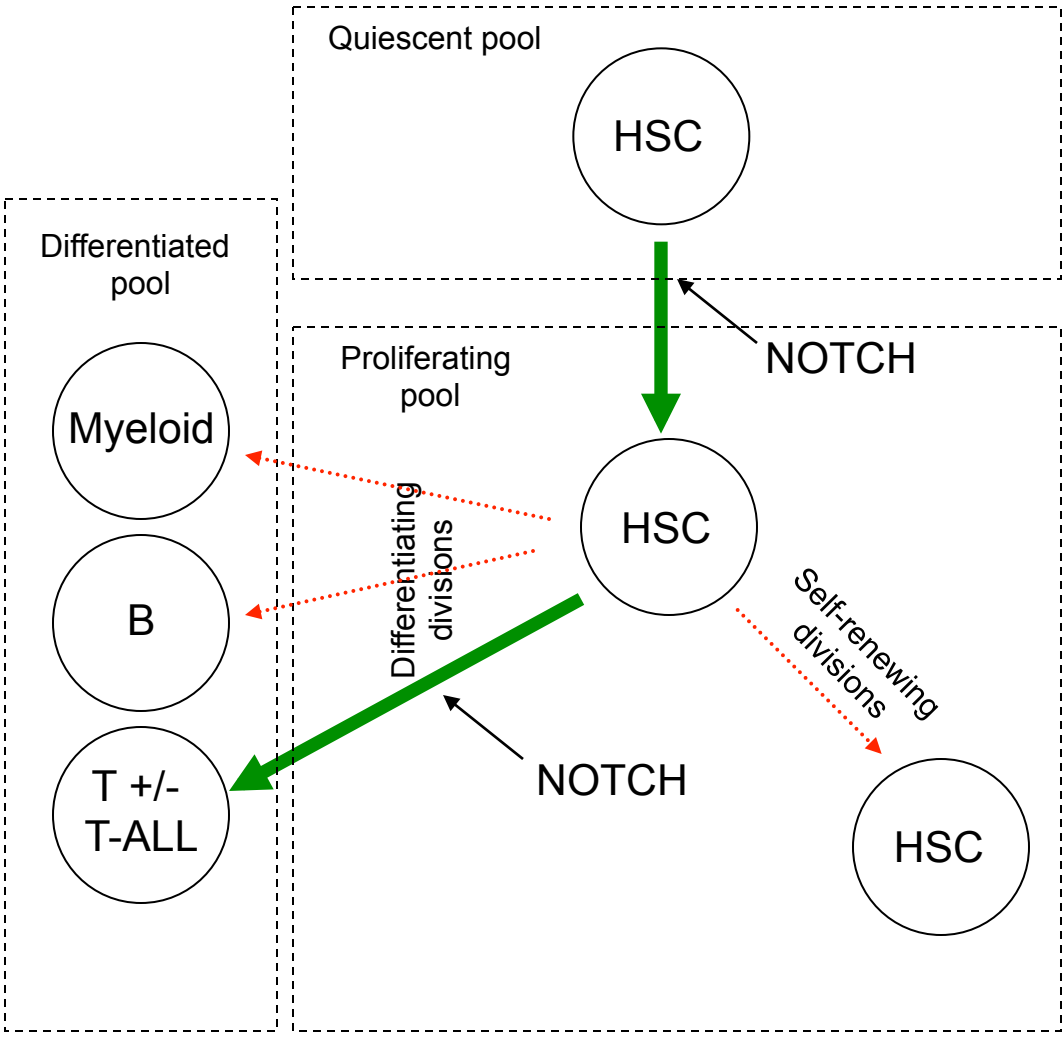 Quiescent pool
HSC
Differentiated
pool
Proliferating
pool
NOTCH
Myeloid
HSC
Differentiating
divisions
Self-renewing
divisions
B
NOTCH
T +/-
T-ALL
HSC